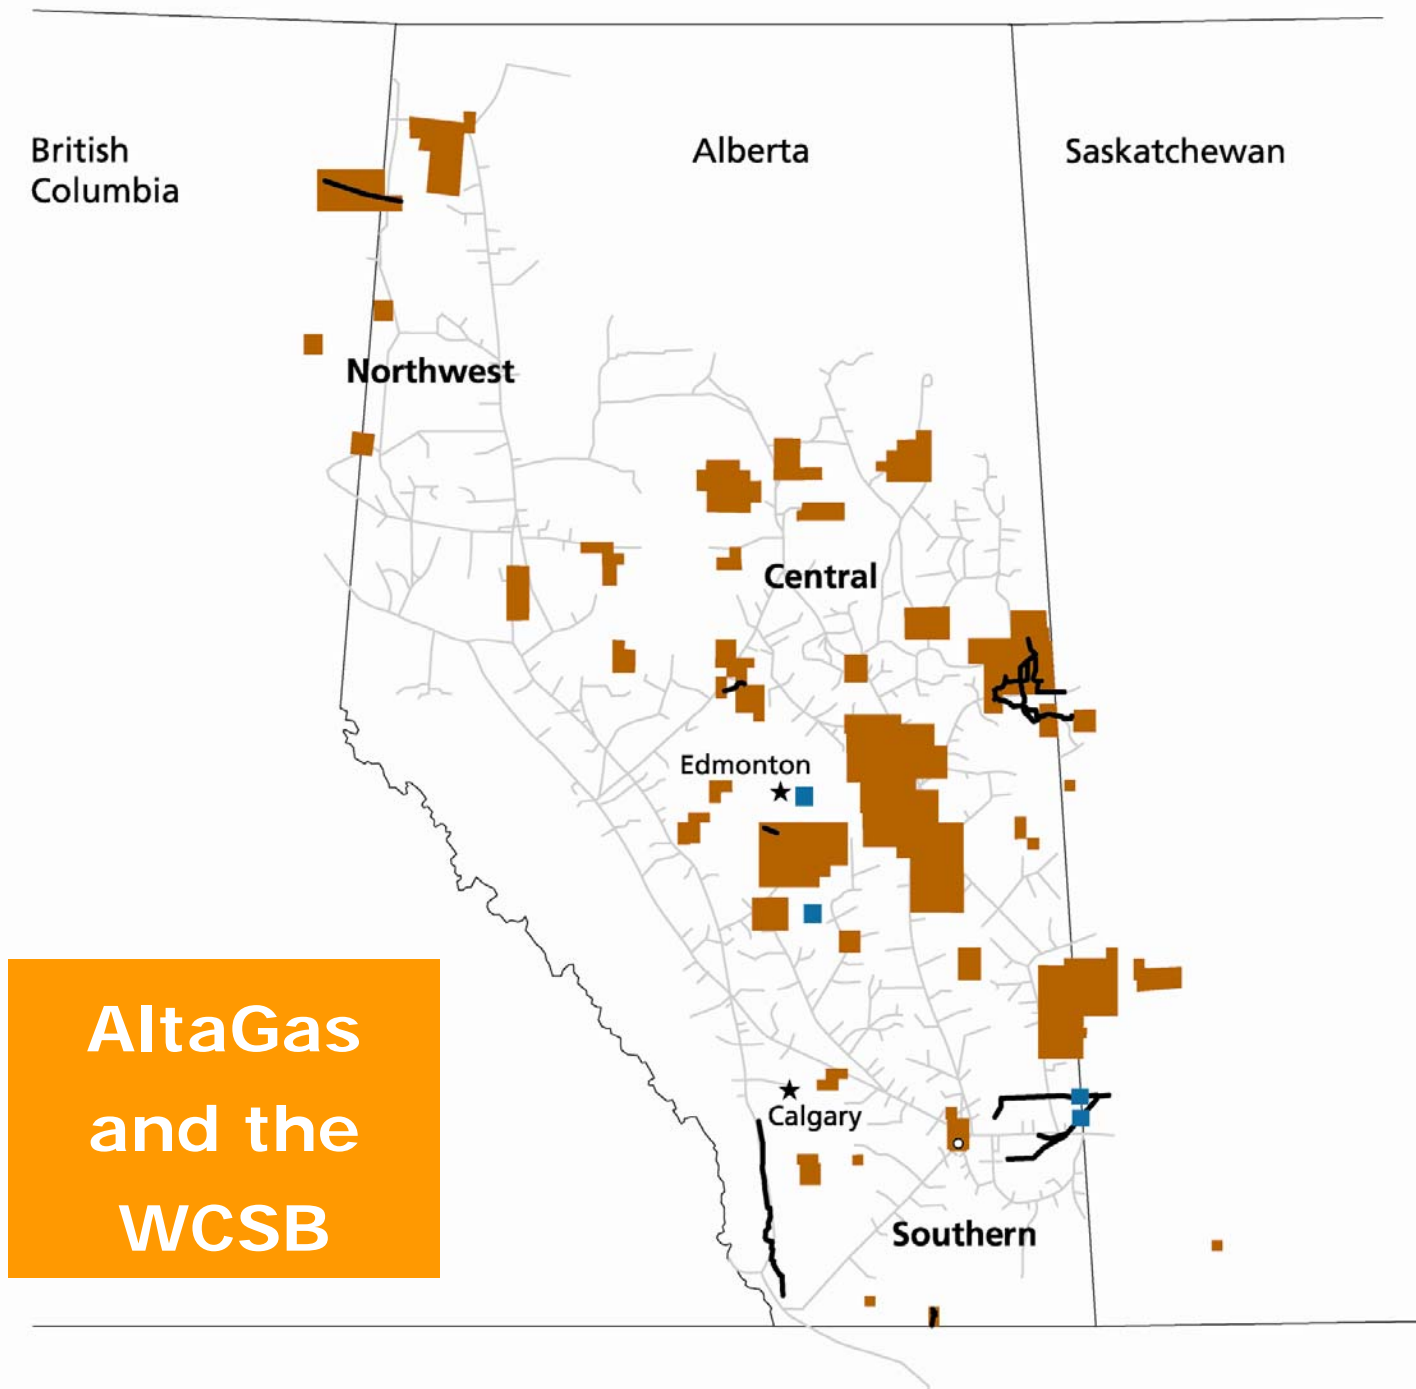 British
Columbia
Alberta
Saskatchewan
Northwest
Central
Edmonton
AltaGas
and the
WCSB
Calgary
Southern